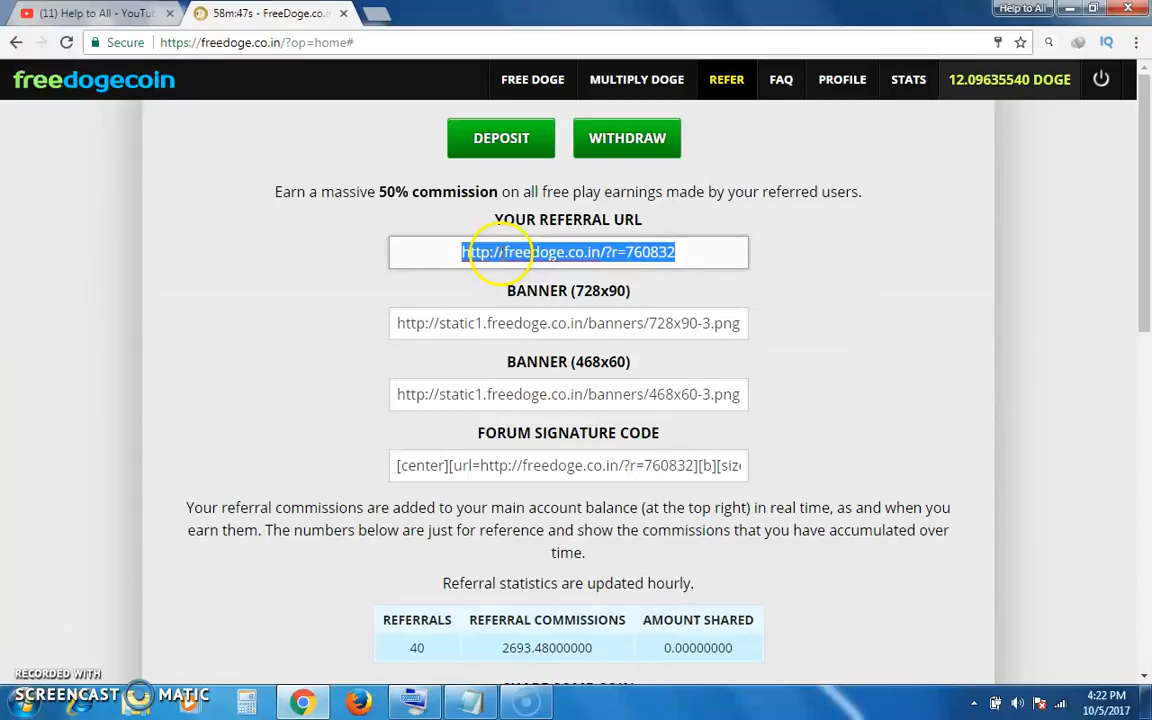 (11) Help to All - YouTu
58m:47s - FreeDoge.co.i
Help to All
Secure
https://freedoge.co.in/?op=home#
IQ
freedogecoin
FREE DOGE
MULTIPLY DOGE
REFER
FAQ
PROFILE
STATS
12.09635540 DOGE
DEPOSIT
WITHDRAW
Earn a massive 50% commission on all free play earnings made by your referred users.
YOUR REFERRAL URL
http://freedoge.co.in/?r=760832
BANNER (728x90)
http://static1.freedoge.co.in/banners/728x90-3.png
BANNER (468x60)
http://static1.freedoge.co.in/banners/468x60-3.png
FORUM SIGNATURE CODE
[center][url=http://freedoge.co.in/?r=760832][b][size
Your referral commissions are added to your main account balance (at the top right) in real time, as and when you
earn them. The numbers below are just for reference and show the commissions that you have accumulated over
time.
Referral statistics are updated hourly.
REFERRALS REFERRAL COMMISSIONS AMOUNT SHARED
40 2693.48000000 0.00000000
RECORDED WITH
SCREENCAST MATIC
4:22 PM
10/5/2017